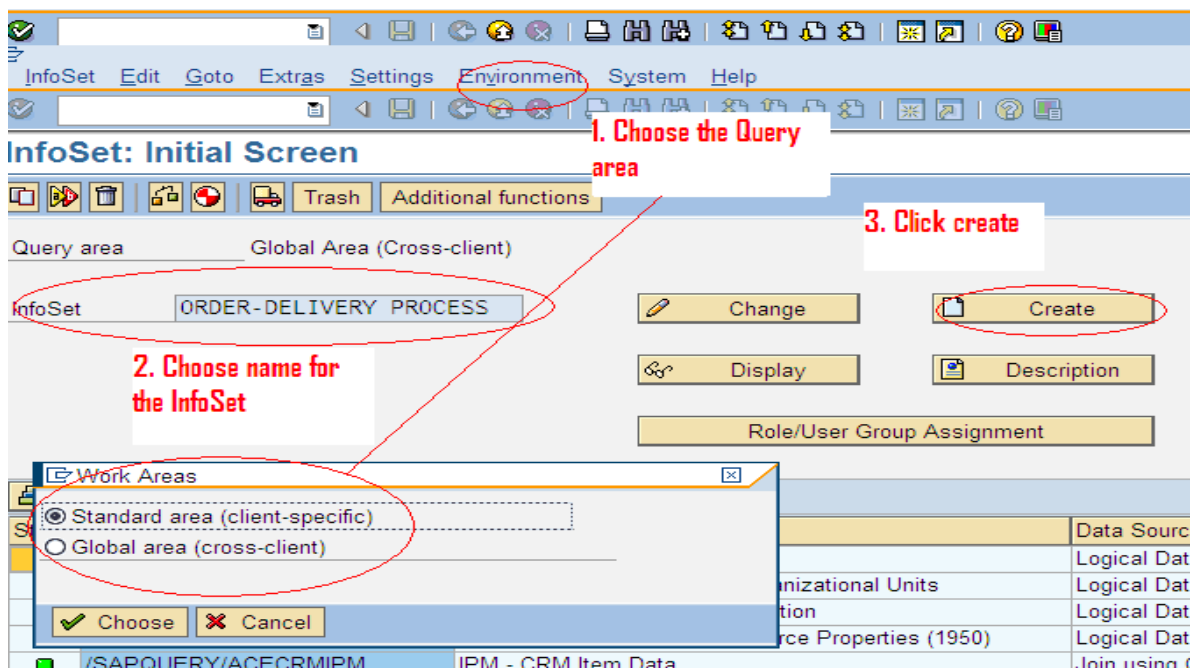 InfoSet Edit Goto Extras Settings Environment System Help
1. Choose the Query
area
InfoSet: Initial Screen
Trash Additional functions
3. Click create
Query area Global Area (Cross-client)
InfoSet ORDER-DELIVERY PROCESS Change Create
2. Choose name for
the InfoSet
Display Description
Role/User Group Assignment
Work Areas
Standard area (client-specific)
Global area (cross-client)
Choose Cancel
Data Sourc
Logical Dat
nizational Units Logical Dat
tion Logical Dat
rce Properties (1950) Logical Dat
/SAPQUERY/ACECRMIPM IPM - CRM Item Data Join using